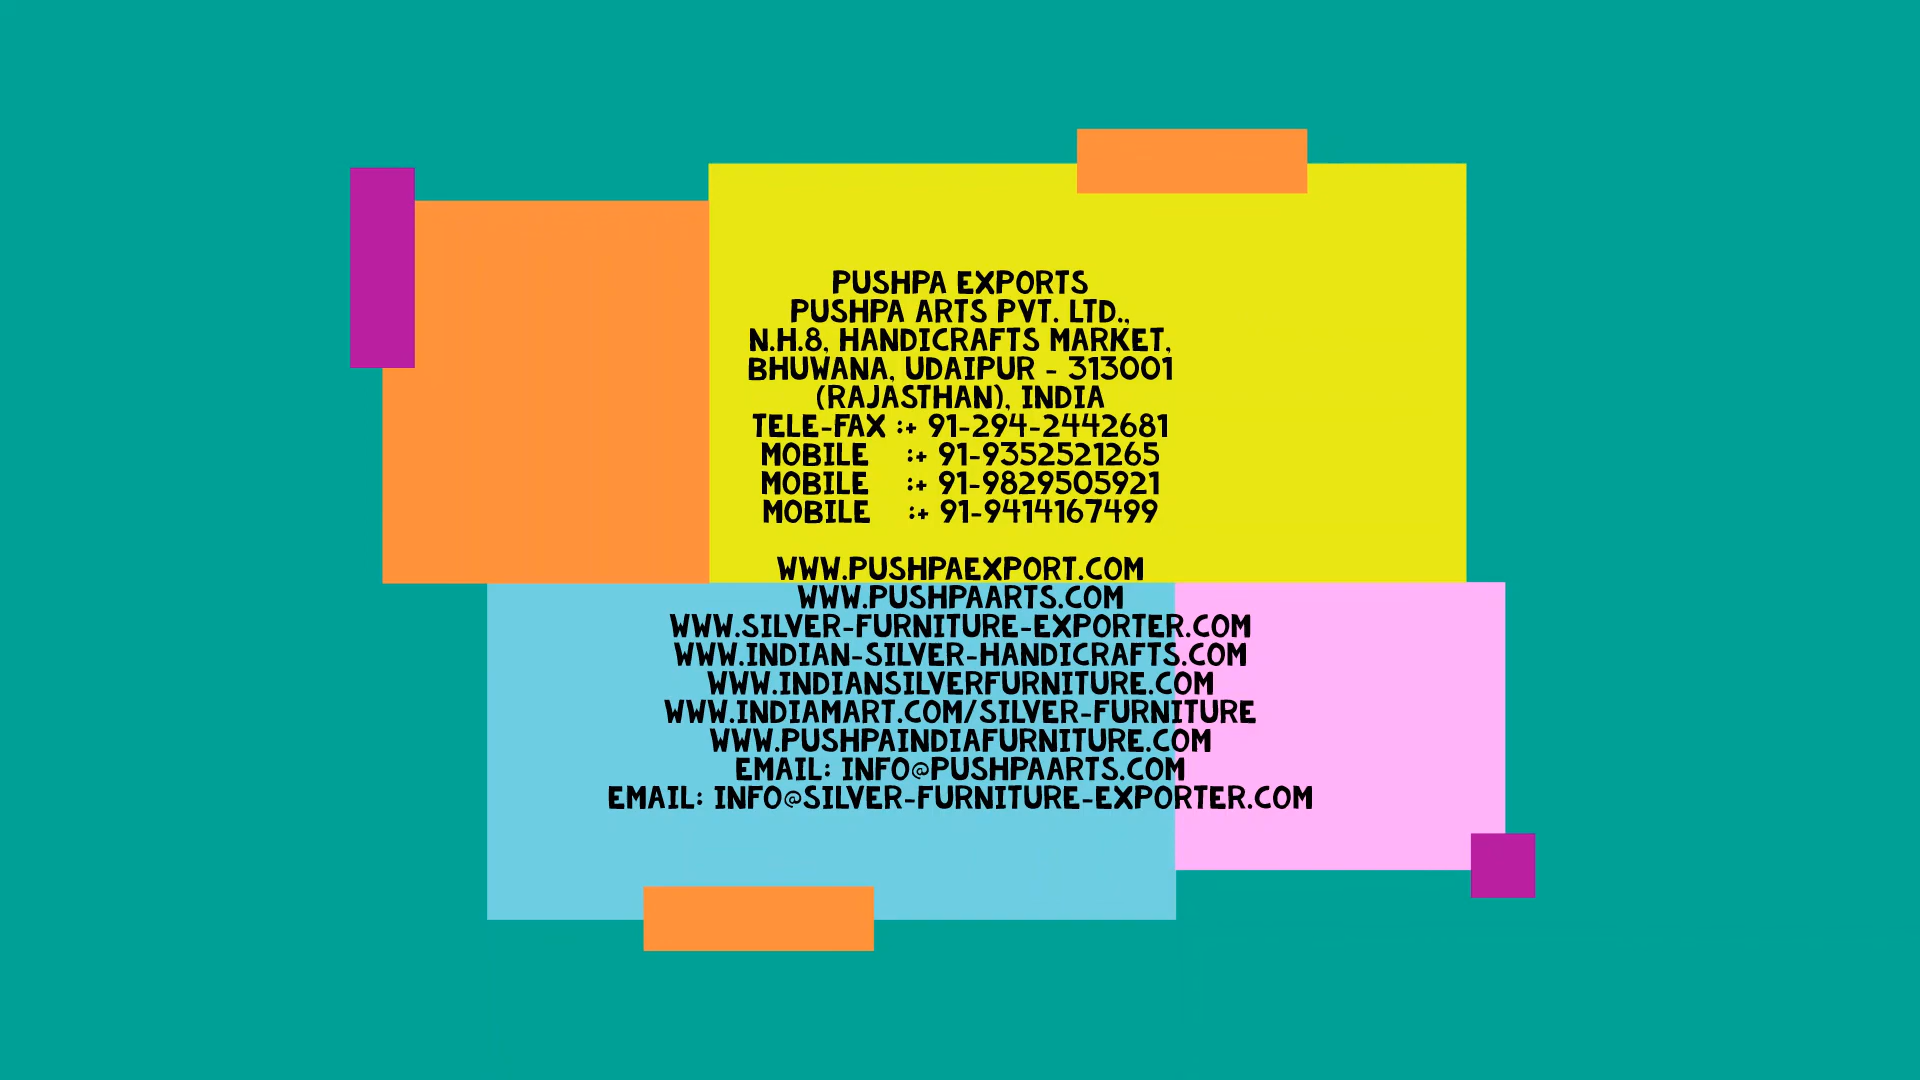 PUSHPA EXPORTS
PUSHPA ARTS PVT. LTD.,
N.H.8, HANDICRAFTS MARKET,
BHUWANA, UDAIPUR - 313001
(RAJASTHAN), INDIA
TELE-FAX :+ 91-294-2442681
MOBILE :+ 91-9352521265
MOBILE :+ 91-9829505921
MOBILE :+ 91-9414167499
WWW.PUSHPAEXPORT.COM
WWW.PUSHPAARTS.COM
WWW.SILVER-FURNITURE-EXPORTER.COM
WWW.INDIAN-SILVER-HANDICRAFTS.COM
WWW.INDIANSILVERFURNITURE.COM
WWW.INDIAMART.COM/SILVER-FURNITURE
WWW.PUSHPAINDIAFURNITURE.COM
EMAIL: INFO@PUSHPAARTS.COM
EMAIL: INFO@SILVER-FURNITURE-EXPORTER.COM